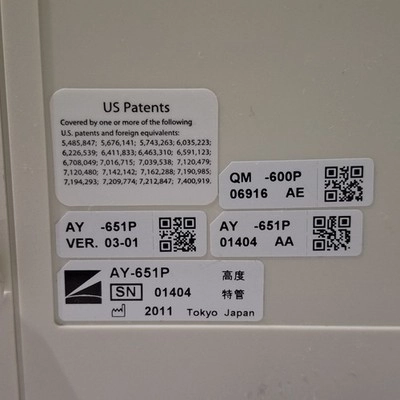 US Patents
Covered by one or more of the following
U.S. patents and foreign equivalents:
5,485,847; 5,676,141; 5,743,263; 6,035,223;
6,226,539; 6,411,833; 6,463,310; 6,591,123;
6,708,049; 7,016,715; 7,039,538; 7,120,479;
7,120,480; 7,142,142; 7,162,288; 7,190,985;
7,194,293; 7,209,774; 7,212,847; 7,400,919.
QM -600P
06916 AE
AY -651P
VER. 03-01
AY -651P
01404 AA
AY-651P 高度
SN 01404 特管
2011 Tokyo Japan